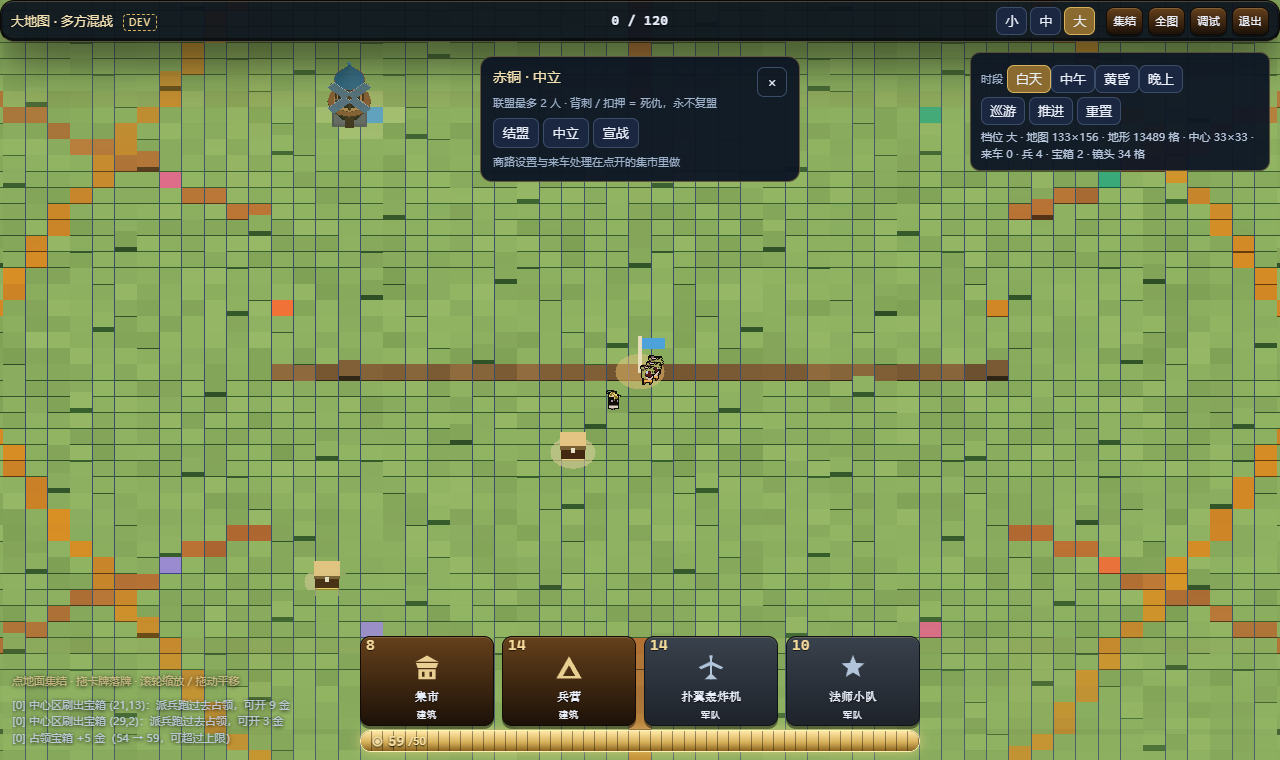 大地图 · 多方混战 DEV
0 / 120
小 中 大 集结 全图 调试 退出
赤铜 · 中立 ×
联盟最多 2 人 · 背刺 / 扣押 = 死仇，永不复盟
结盟 中立 宣战
商路设置与来车处理在点开的集市里做
时段 白天 中午 黄昏 晚上
巡游 推进 重置
档位 大 · 地图 133×156 · 地形 13489 格 · 中心 33×33 ·
来车 0 · 兵 4 · 宝箱 2 · 镜头 34 格
点地面集结 · 拖卡牌落牌 · 滚轮缩放 / 拖动平移
[0] 中心区刷出宝箱 (21,13)：派兵跑过去占领，可开 9 金
[0] 中心区刷出宝箱 (29,2)：派兵跑过去占领，可开 3 金
[0] 占领宝箱 +5 金（54 → 59，可超过上限）
8 集市 建筑
14 兵营 建筑
14 扑翼轰炸机 军队
10 法师小队 军队
59 /50